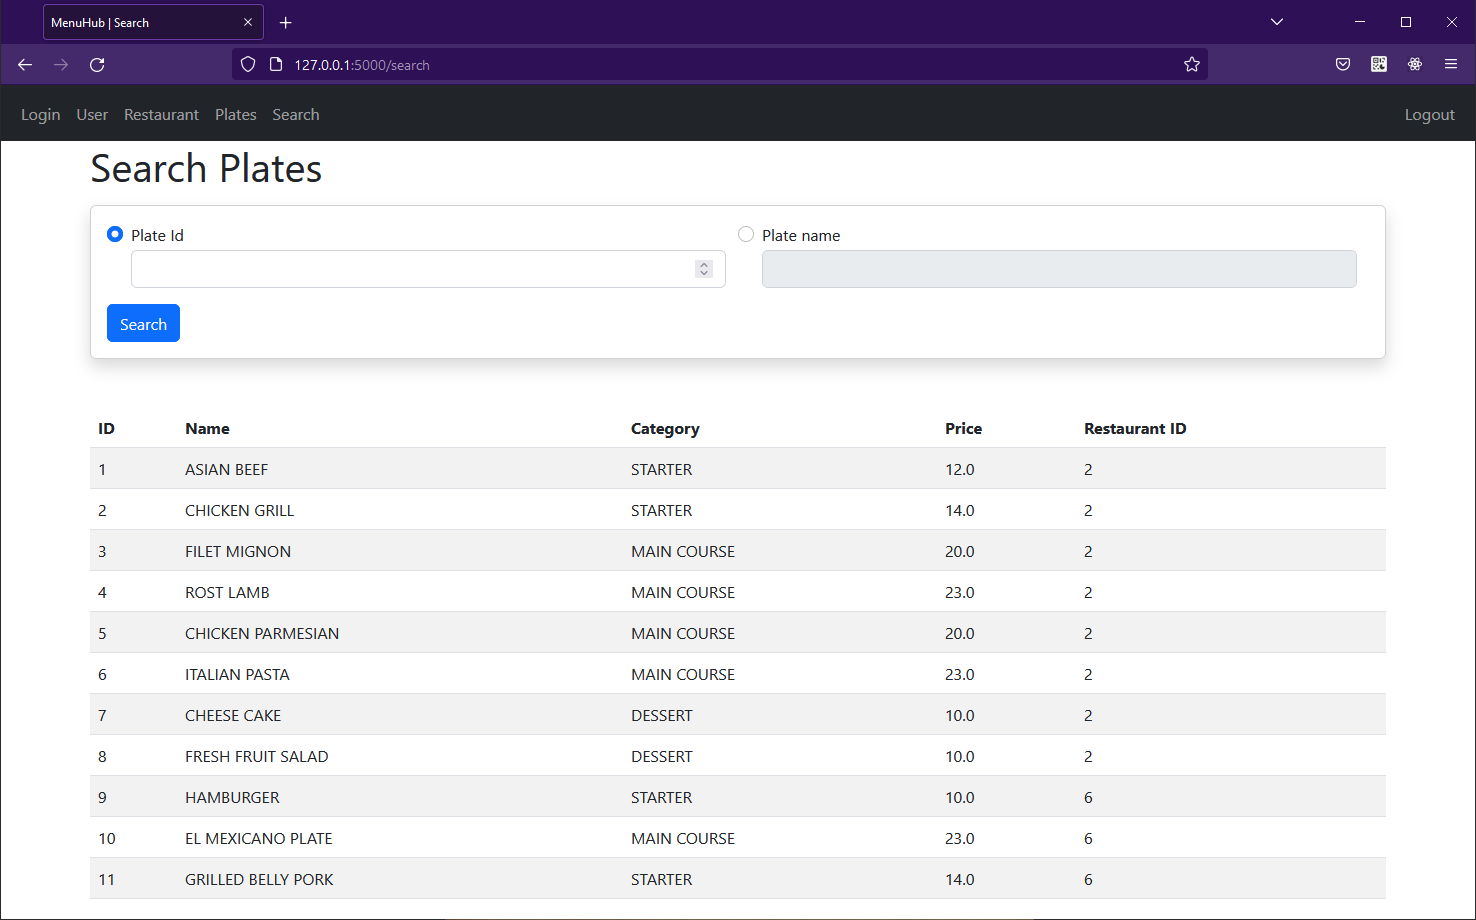 MenuHub | Search
127.0.0.1:5000/search
Login User Restaurant Plates Search Logout
Search Plates
Plate Id Plate name
Search
ID Name Category Price Restaurant ID
1 ASIAN BEEF STARTER 12.0 2
2 CHICKEN GRILL STARTER 14.0 2
3 FILET MIGNON MAIN COURSE 20.0 2
4 ROST LAMB MAIN COURSE 23.0 2
5 CHICKEN PARMESIAN MAIN COURSE 20.0 2
6 ITALIAN PASTA MAIN COURSE 23.0 2
7 CHEESE CAKE DESSERT 10.0 2
8 FRESH FRUIT SALAD DESSERT 10.0 2
9 HAMBURGER STARTER 10.0 6
10 EL MEXICANO PLATE MAIN COURSE 23.0 6
11 GRILLED BELLY PORK STARTER 14.0 6